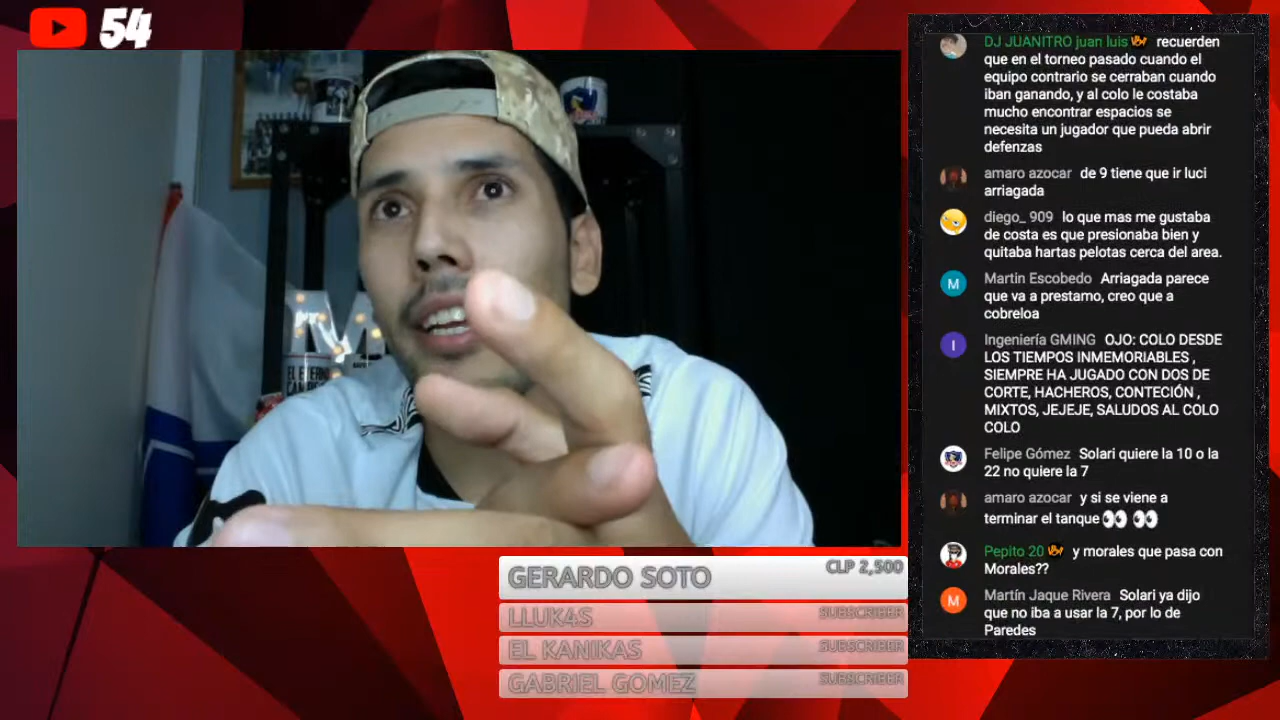 54
M
EL ETERNO
DJ JUANITRO juan luis recuerden
que en el torneo pasado cuando el
equipo contrario se cerraban cuando
iban ganando, y al colo le costaba
mucho encontrar espacios se
necesita un jugador que pueda abrir
defenzas
amaro azocar de 9 tiene que ir luci
arriagada
diego_ 909 lo que mas me gustaba
de costa es que presionaba bien y
quitaba hartas pelotas cerca del area.
M
Martin Escobedo Arriagada parece
que va a prestamo, creo que a
cobreloa
I
Ingeniería GMING OJO: COLO DESDE
LOS TIEMPOS INMEMORIABLES ,
SIEMPRE HA JUGADO CON DOS DE
CORTE, HACHEROS, CONTECIÓN ,
MIXTOS, JEJEJE, SALUDOS AL COLO
COLO
Felipe Gómez Solari quiere la 10 o la
22 no quiere la 7
amaro azocar y si se viene a
terminar el tanque 👀 👀
Pepito 20 y morales que pasa con
Morales??
M
Martín Jaque Rivera Solari ya dijo
que no iba a usar la 7, por lo de
Paredes
GERARDO SOTO CLP 2,500
LLUK4S SUBSCRIBER
EL KANIKAS SUBSCRIBER
GABRIEL GOMEZ SUBSCRIBER